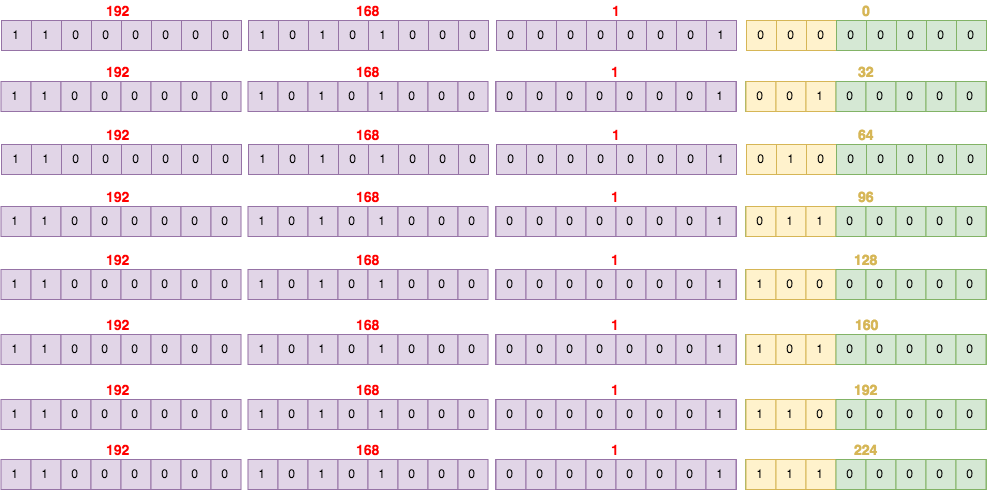 192 168 1 0
1 1 0 0 0 0 0 0 1 0 1 0 1 0 0 0 0 0 0 0 0 0 0 1 0 0 0 0 0 0 0 0
192 168 1 32
1 1 0 0 0 0 0 0 1 0 1 0 1 0 0 0 0 0 0 0 0 0 0 1 0 0 1 0 0 0 0 0
192 168 1 64
1 1 0 0 0 0 0 0 1 0 1 0 1 0 0 0 0 0 0 0 0 0 0 1 0 1 0 0 0 0 0 0
192 168 1 96
1 1 0 0 0 0 0 0 1 0 1 0 1 0 0 0 0 0 0 0 0 0 0 1 0 1 1 0 0 0 0 0
192 168 1 128
1 1 0 0 0 0 0 0 1 0 1 0 1 0 0 0 0 0 0 0 0 0 0 1 1 0 0 0 0 0 0 0
192 168 1 160
1 1 0 0 0 0 0 0 1 0 1 0 1 0 0 0 0 0 0 0 0 0 0 1 1 0 1 0 0 0 0 0
192 168 1 192
1 1 0 0 0 0 0 0 1 0 1 0 1 0 0 0 0 0 0 0 0 0 0 1 1 1 0 0 0 0 0 0
192 168 1 224
1 1 0 0 0 0 0 0 1 0 1 0 1 0 0 0 0 0 0 0 0 0 0 1 1 1 1 0 0 0 0 0